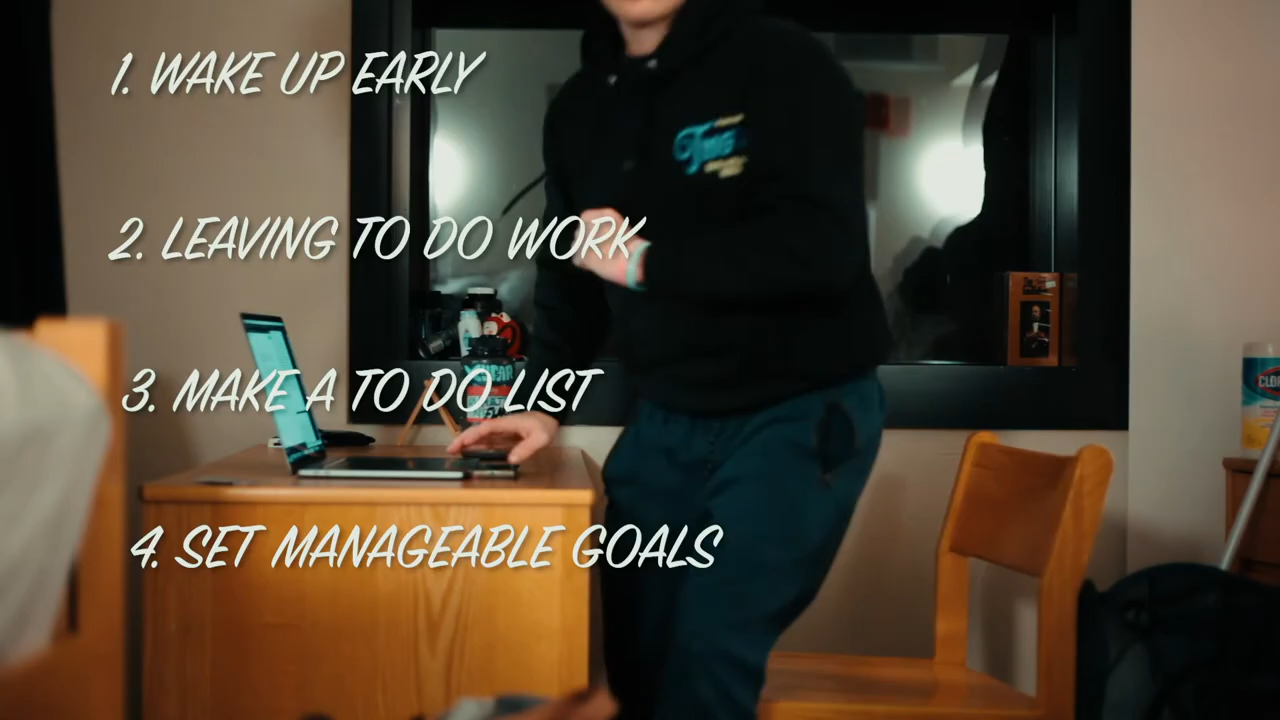 1. WAKE UP EARLY
2. LEAVING TO DO WORK
3. MAKE A TO DO LIST
4. SET MANAGEABLE GOALS